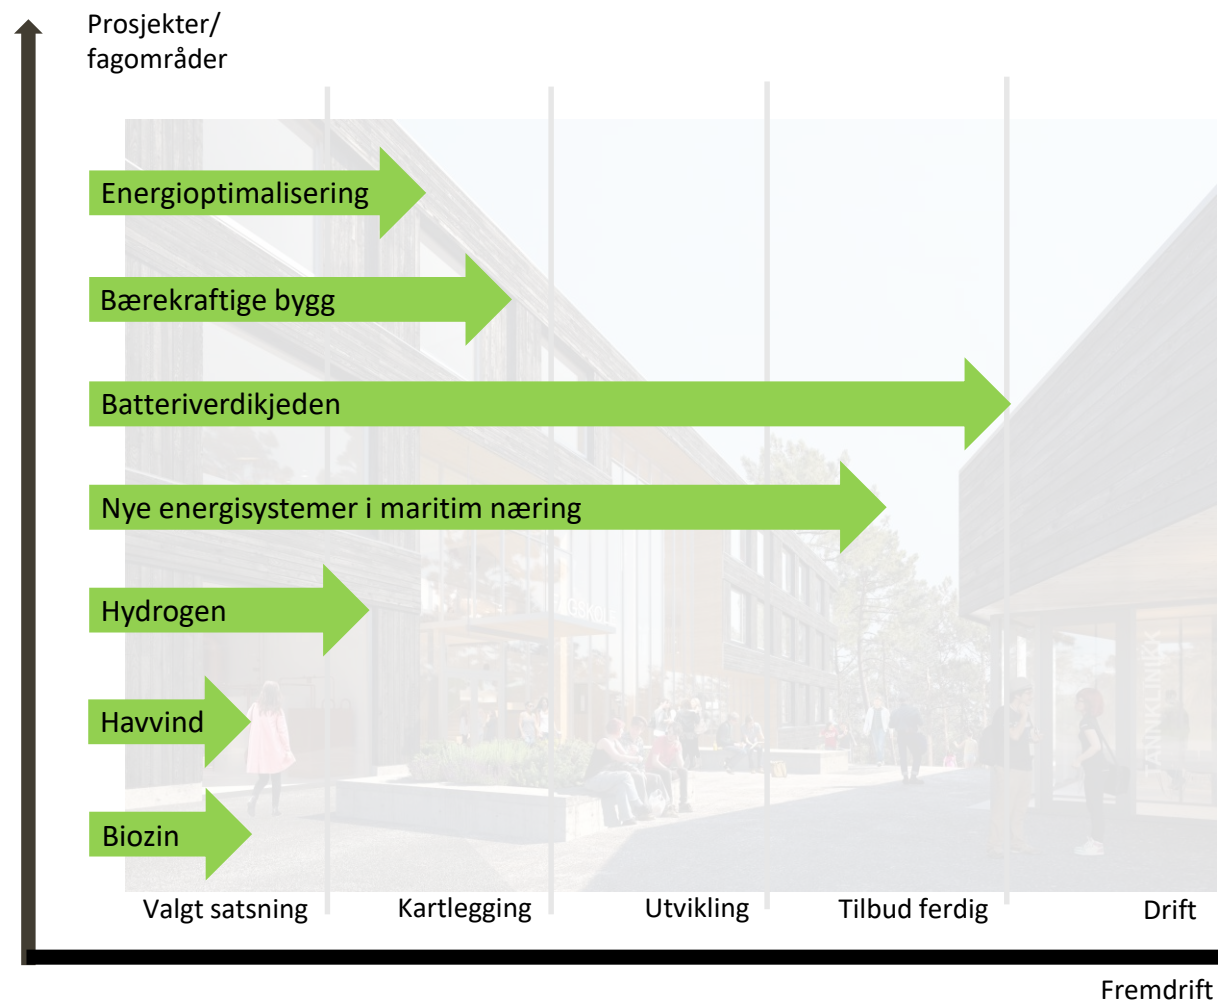 Prosjekter/
fagområder
Energioptimalisering
Bærekraftige bygg
Batteriverdikjeden
Nye energisystemer i maritim næring
Hydrogen
Havvind
Biozin
TANNKLINIKK
Valgt satsning
Kartlegging
Utvikling
Tilbud ferdig
Drift
Fremdrift